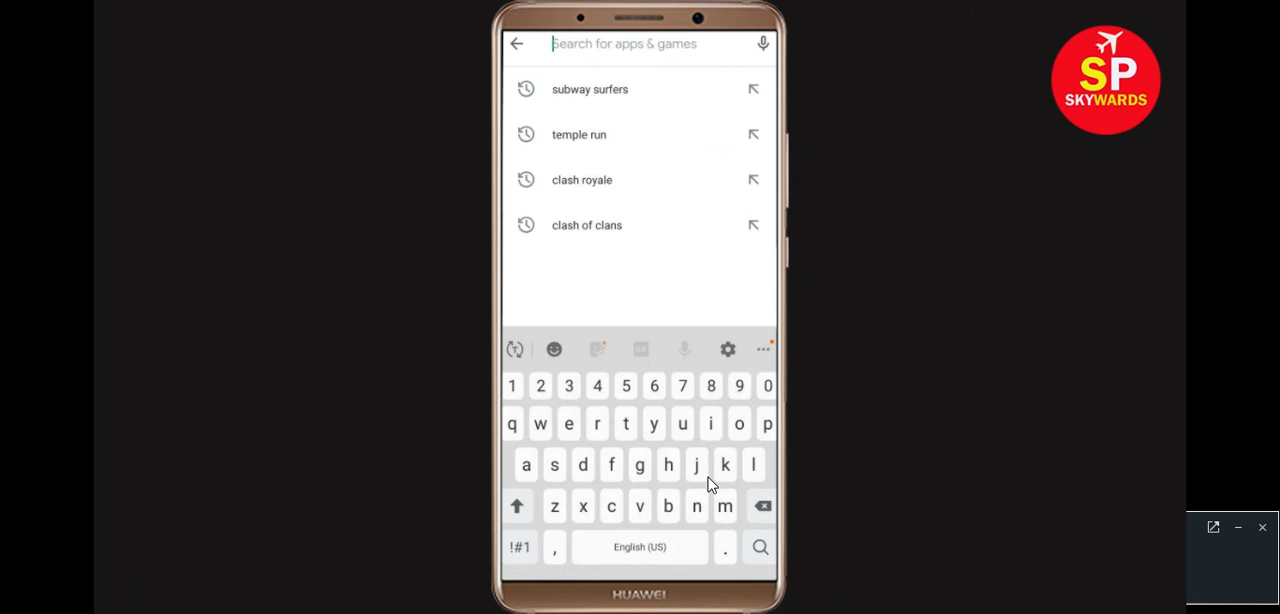 Search for apps & games
SP
SKYWARDS
subway surfers
temple run
clash royale
clash of clans
1 2 3 4 5 6 7 8 9 0
q w e r t y u i o p
a s d f g h j k l
z x c v b n m
!#1 , English (US) .
HUAWEI